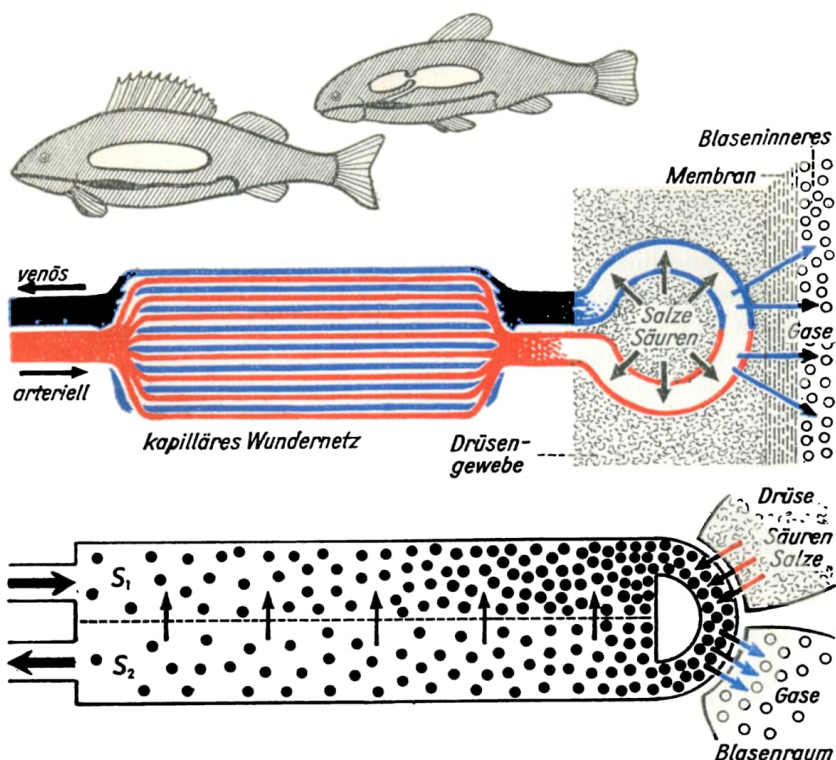 Blaseninneres
Membran
venös
arteriell
Salze
Säuren
Gase
kapilläres Wundernetz
Drüsen-
gewebe
Drüse
Säuren
Salze
S₁
S₂
Gase
Blasenraum